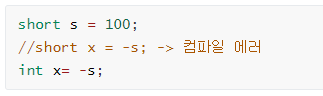 short s = 100;
//short x = -s; -> 컴파일 에러
int x= -s;